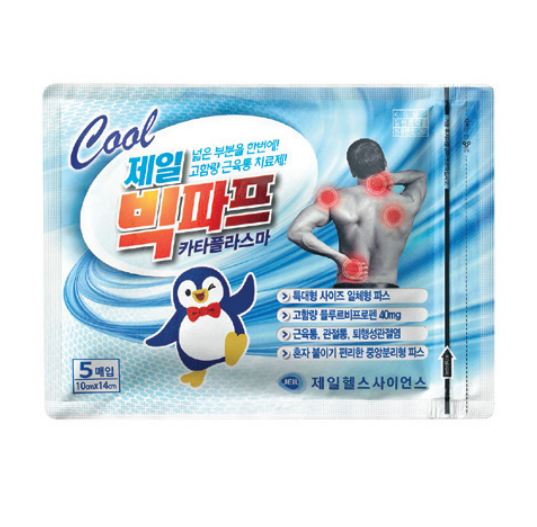 Cool
제일
넓은 부분을 한번에!
고함량 근육통 치료제!
빅파프
카타플라스마
특대형 사이즈 일체형 파스
고함량 플루르비프로펜 40mg
근육통, 관절통, 퇴행성관절염
혼자 붙이기 편리한 중앙분리형 파스
5매입
10cmX14cm
JEIL 제일헬스사이언스